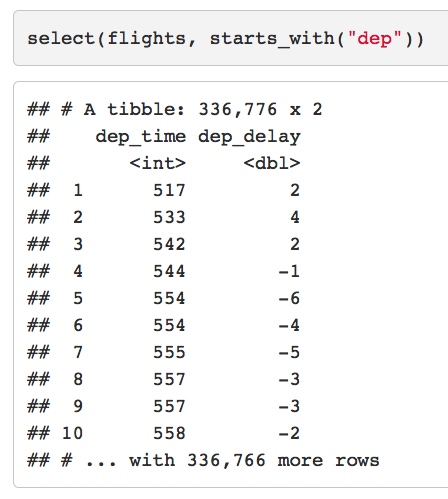 select(flights, starts_with("dep"))
## # A tibble: 336,776 x 2
##    dep_time dep_delay
##       <int>     <dbl>
##  1      517         2
##  2      533         4
##  3      542         2
##  4      544        -1
##  5      554        -6
##  6      554        -4
##  7      555        -5
##  8      557        -3
##  9      557        -3
## 10      558        -2
## # ... with 336,766 more rows